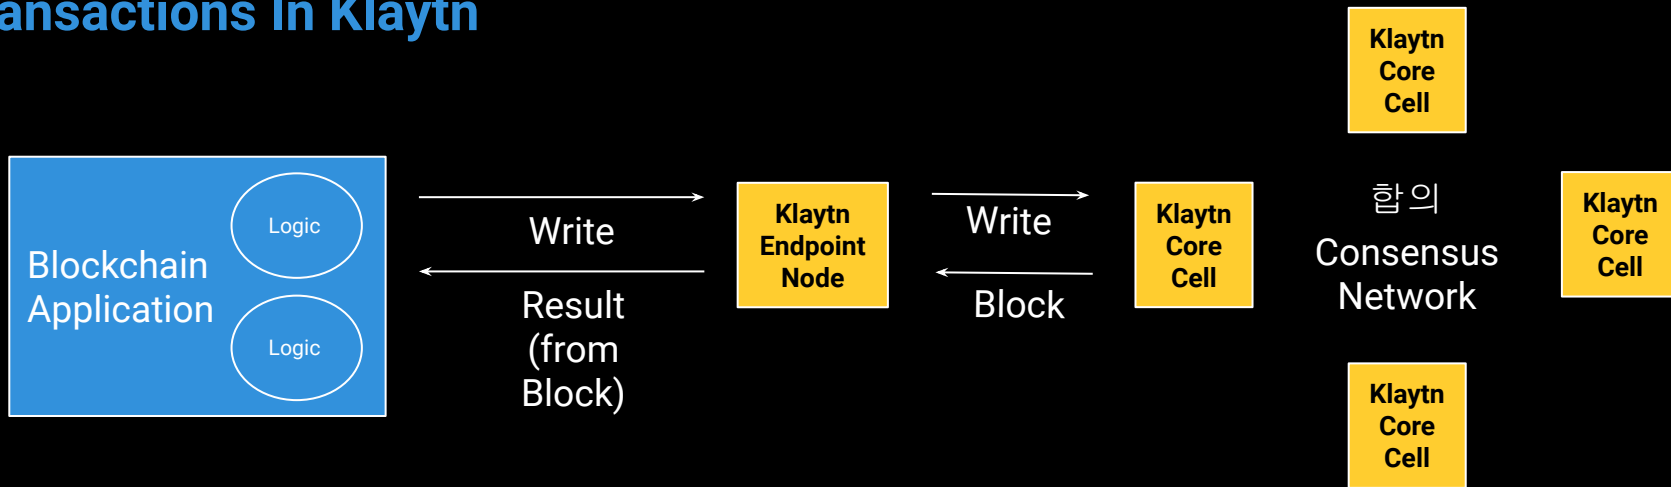 ansactions In Klaytn
Klaytn
Core
Cell
Blockchain
Application
Logic
Logic
Write
Result
(from
Block)
Klaytn
Endpoint
Node
Write
Block
Klaytn
Core
Cell
합의
Consensus
Network
Klaytn
Core
Cell
Klaytn
Core
Cell